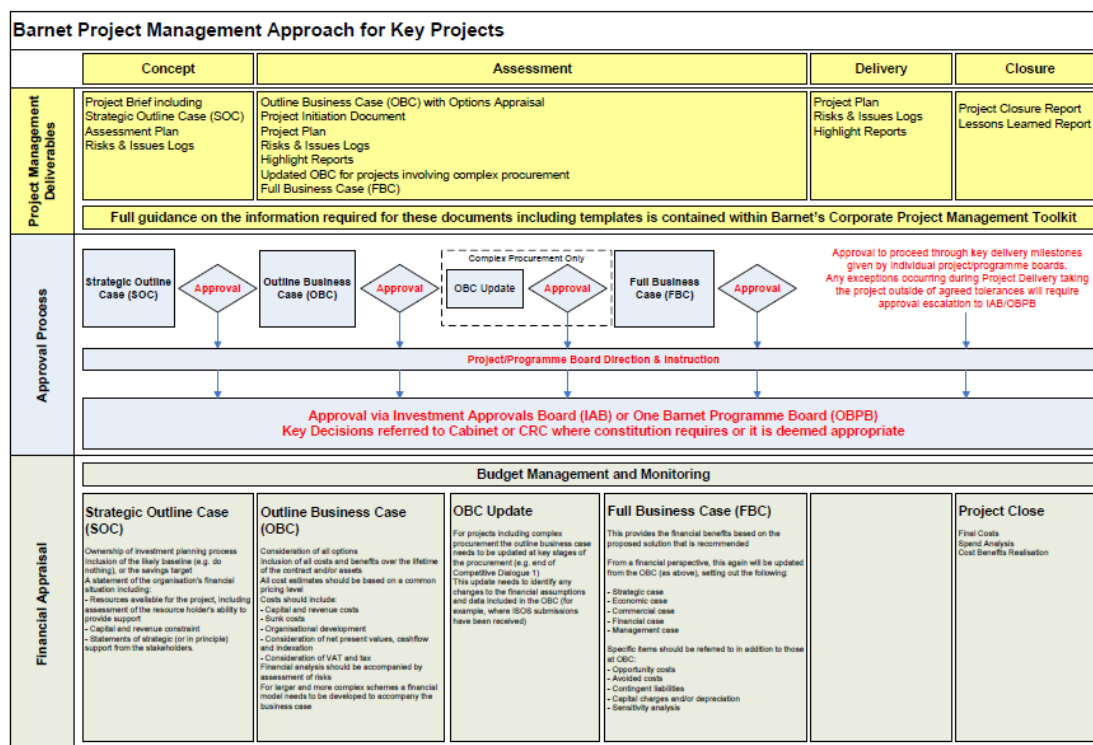 Barnet Project Management Approach for Key Projects
Concept
Assessment
Delivery
Closure
Project Management
Deliverables
Project Brief including
Strategic Outline Case (SOC)
Assessment Plan
Risks & Issues Logs
Outline Business Case (OBC) with Options Appraisal
Project Initiation Document
Project Plan
Risks & Issues Logs
Highlight Reports
Updated OBC for projects involving complex procurement
Full Business Case (FBC)
Project Plan
Risks & Issues Logs
Highlight Reports
Project Closure Report
Lessons Learned Report
Full guidance on the information required for these documents including templates is contained within Barnet's Corporate Project Management Toolkit
Approval Process
Strategic Outline
Case (SOC)
Approval
Outline Business
Case (OBC)
Approval
Complex Procurement Only
OBC Update
Approval
Full Business
Case (FBC)
Approval
Approval to proceed through key delivery milestones
given by individual project/programme boards.
Any exceptions occurring during Project Delivery taking
the project outside of agreed tolerances will require
approval escalation to IAB/OBPB
Project/Programme Board Direction & Instruction
Approval via Investment Approvals Board (IAB) or One Barnet Programme Board (OBPB)
Key Decisions referred to Cabinet or CRC where constitution requires or it is deemed appropriate
Financial Appraisal
Budget Management and Monitoring
Strategic Outline Case
(SOC)
Ownership of investment planning process
Inclusion of the likely baseline (e.g. do
nothing), or the savings target
A statement of the organisation's financial
situation including:
- Resources available for the project, including
assessment of the resource holder's ability to
provide support
- Capital and revenue constraint
- Statements of strategic (or in principle)
support from the stakeholders.
Outline Business Case
(OBC)
Consideration of all options
Inclusion of all costs and benefits over the lifetime
of the contract and/or assets
All cost estimates should be based on a common
pricing level
Costs should include:
- Capital and revenue costs
- Sunk costs
- Organisational development
- Consideration of net present values, cashflow
and indexation
- Consideration of VAT and tax
Financial analysis should be accompanied by
assessment of risks
For larger and more complex schemes a financial
model needs to be developed to accompany the
business case
OBC Update
For projects including complex
procurement the outline business case
needs to be updated at key stages of
the procurement (e.g. end of
Competitive Dialogue 1)
This update needs to identify any
changes to the financial assumptions
and data included in the OBC (for
example, where ISOS submissions
have been received)
Full Business Case (FBC)
This provides the financial benefits based on the
proposed solution that is recommended
From a financial perspective, this again will be updated
from the OBC (as above), setting out the following:
- Strategic case
- Economic case
- Commercial case
- Financial case
- Management case
Specific items should be referred to in addition to those
at OBC:
- Opportunity costs
- Avoided costs
- Contingent liabilities
- Capital charges and/or depreciation
- Sensitivity analysis
Project Close
Final Costs
Spend Analysis
Cost Benefits Realisation